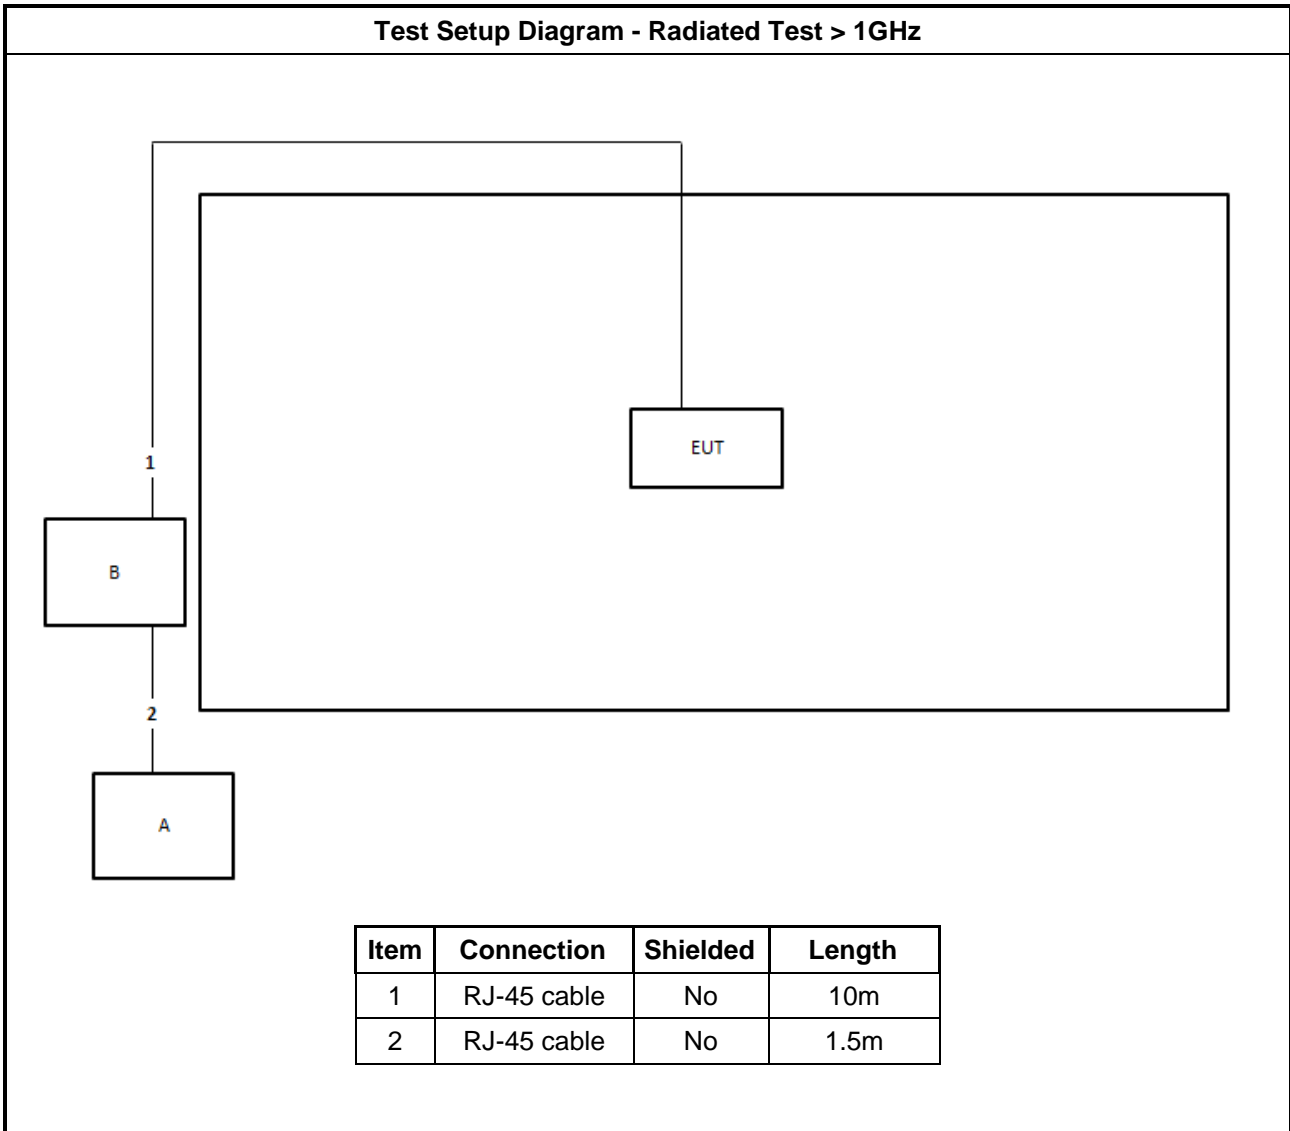 Test Setup Diagram - Radiated Test > 1GHz
EUT
1
B
2
A
Item Connection Shielded Length
1 RJ-45 cable No 10m
2 RJ-45 cable No 1.5m